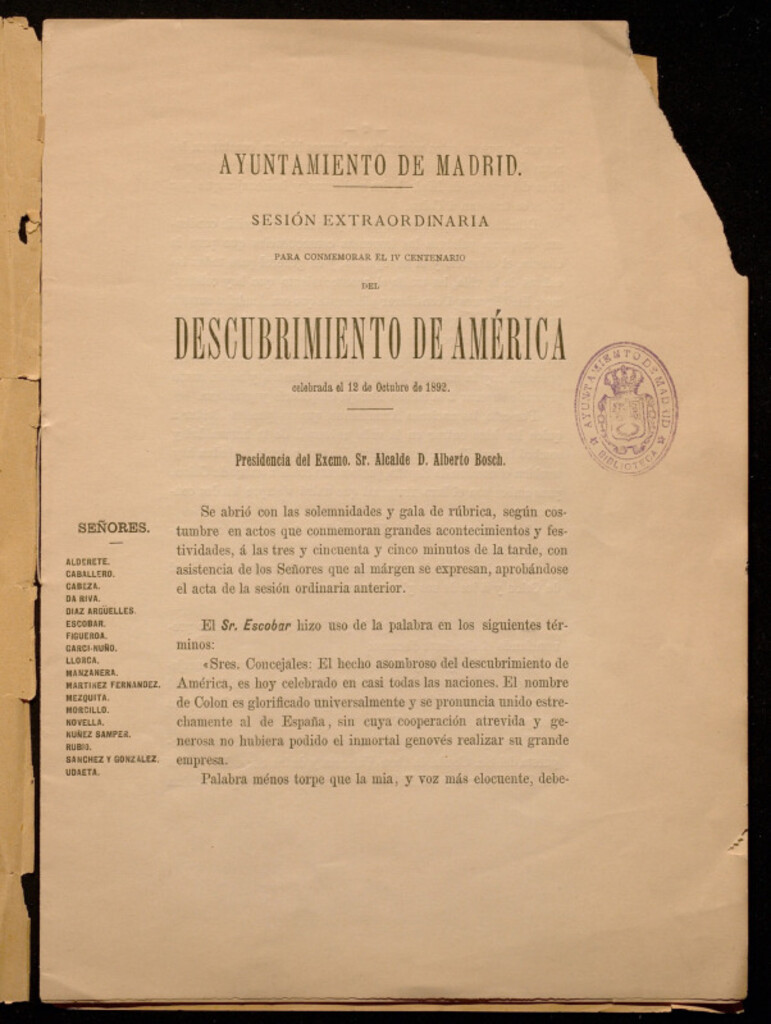 AYUNTAMIENTO DE MADRID.
SESIÓN EXTRAORDINARIA
PARA CONMEMORAR EL IV CENTENARIO
DEL
DESCUBRIMIENTO DE AMÉRICA
celebrada el 12 de Octubre de 1892.
AYUNTAMIENTO DE MADRID
BIBLIOTECA
Presidencia del Excmo. Sr. Alcalde D. Alberto Bosch.
SEÑORES.
ALDERETE.
CABALLERO.
CABEZA.
DA RIVA.
DIAZ ARGÜELLES.
ESCOBAR.
FIGUEROA.
GARCI-NUÑO.
LLORCA.
MANZANERA.
MARTINEZ FERNANDEZ.
MEZQUITA.
MORCILLO.
NOVELLA.
NUÑEZ SAMPER.
RUBIO.
SANCHEZ Y GONZALEZ.
UDAETA.
Se abrió con las solemnidades y gala de rúbrica, según cos-
tumbre en actos que conmemoran grandes acontecimientos y fes-
tividades, á las tres y cincuenta y cinco minutos de la tarde, con
asistencia de los Señores que al márgen se expresan, aprobándose
el acta de la sesión ordinaria anterior.
El Sr. Escobar hizo uso de la palabra en los siguientes tér-
minos:
«Sres. Concejales: El hecho asombroso del descubrimiento de
América, es hoy celebrado en casi todas las naciones. El nombre
de Colon es glorificado universalmente y se pronuncia unido estre-
chamente al de España, sin cuya cooperación atrevida y ge-
nerosa no hubiera podido el inmortal genovés realizar su grande
empresa.
Palabra ménos torpe que la mia, y voz más elocuente, debe-